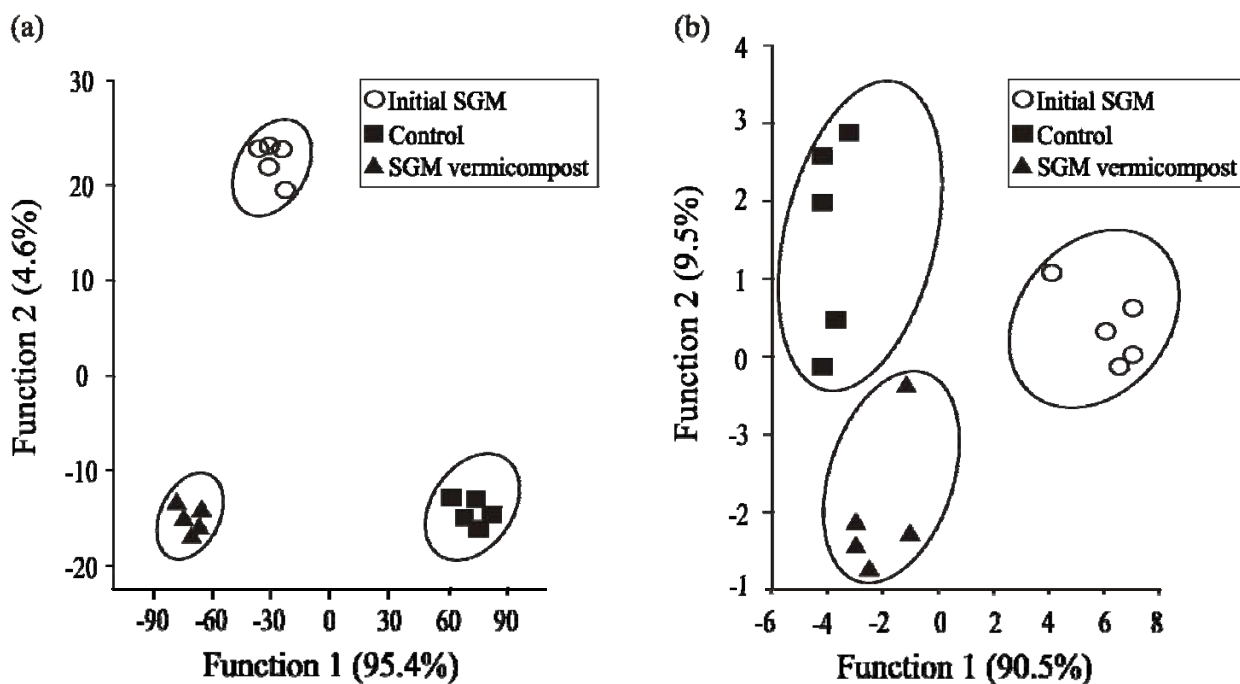 (a)
30
20
10
0
-10
-20
Function 2 (4.6%)
Initial SGM
Control
SGM vermicompost
-90 -60 -30 0 30 60 90
Function 1 (95.4%)
(b)
4
3
2
1
0
-3
-2
-1
Function 2 (9.5%)
Initial SGM
Control
SGM vermicompost
-6 -4 -2 0 2 4 6 8
Function 1 (90.5%)